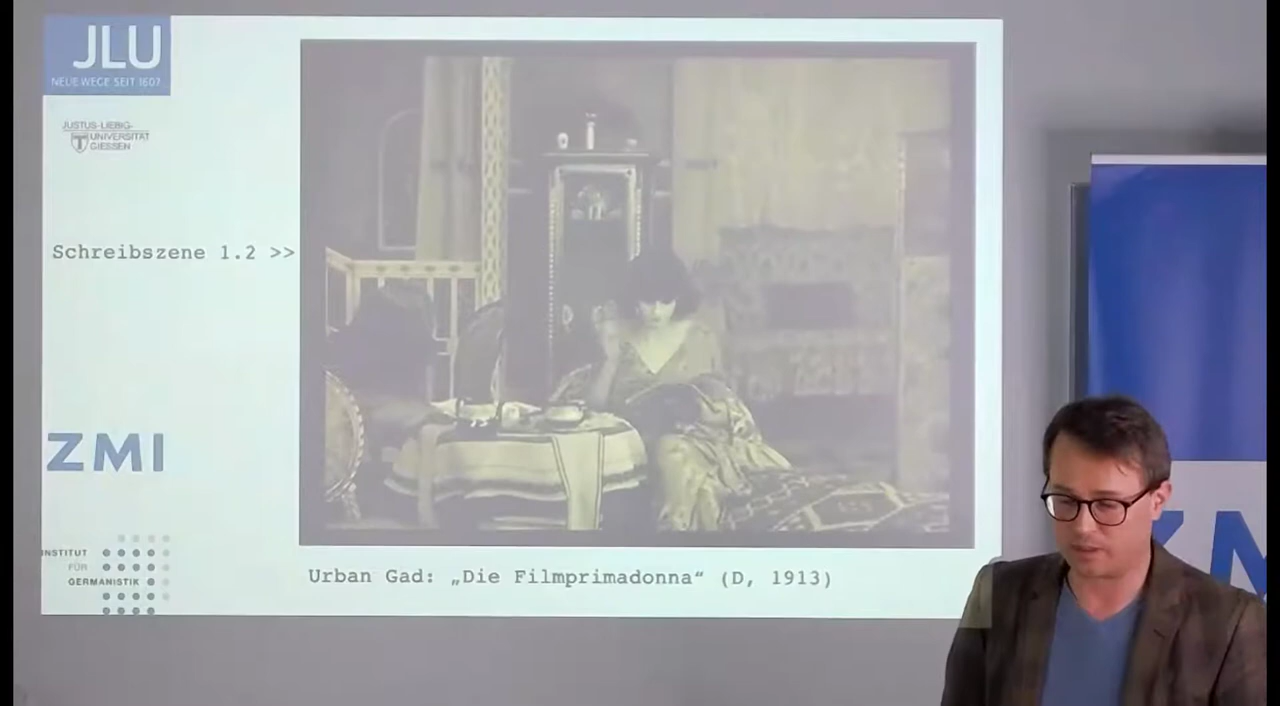 JLU
NEUE WEGE SEIT 1607
JUSTUS-LIEBIG-
UNIVERSITÄT
GIESSEN
Schreibszene 1.2 >>
ZMI
INSTITUT
FÜR
GERMANISTIK
Urban Gad: „Die Filmprimadonna“ (D, 1913)
ZM